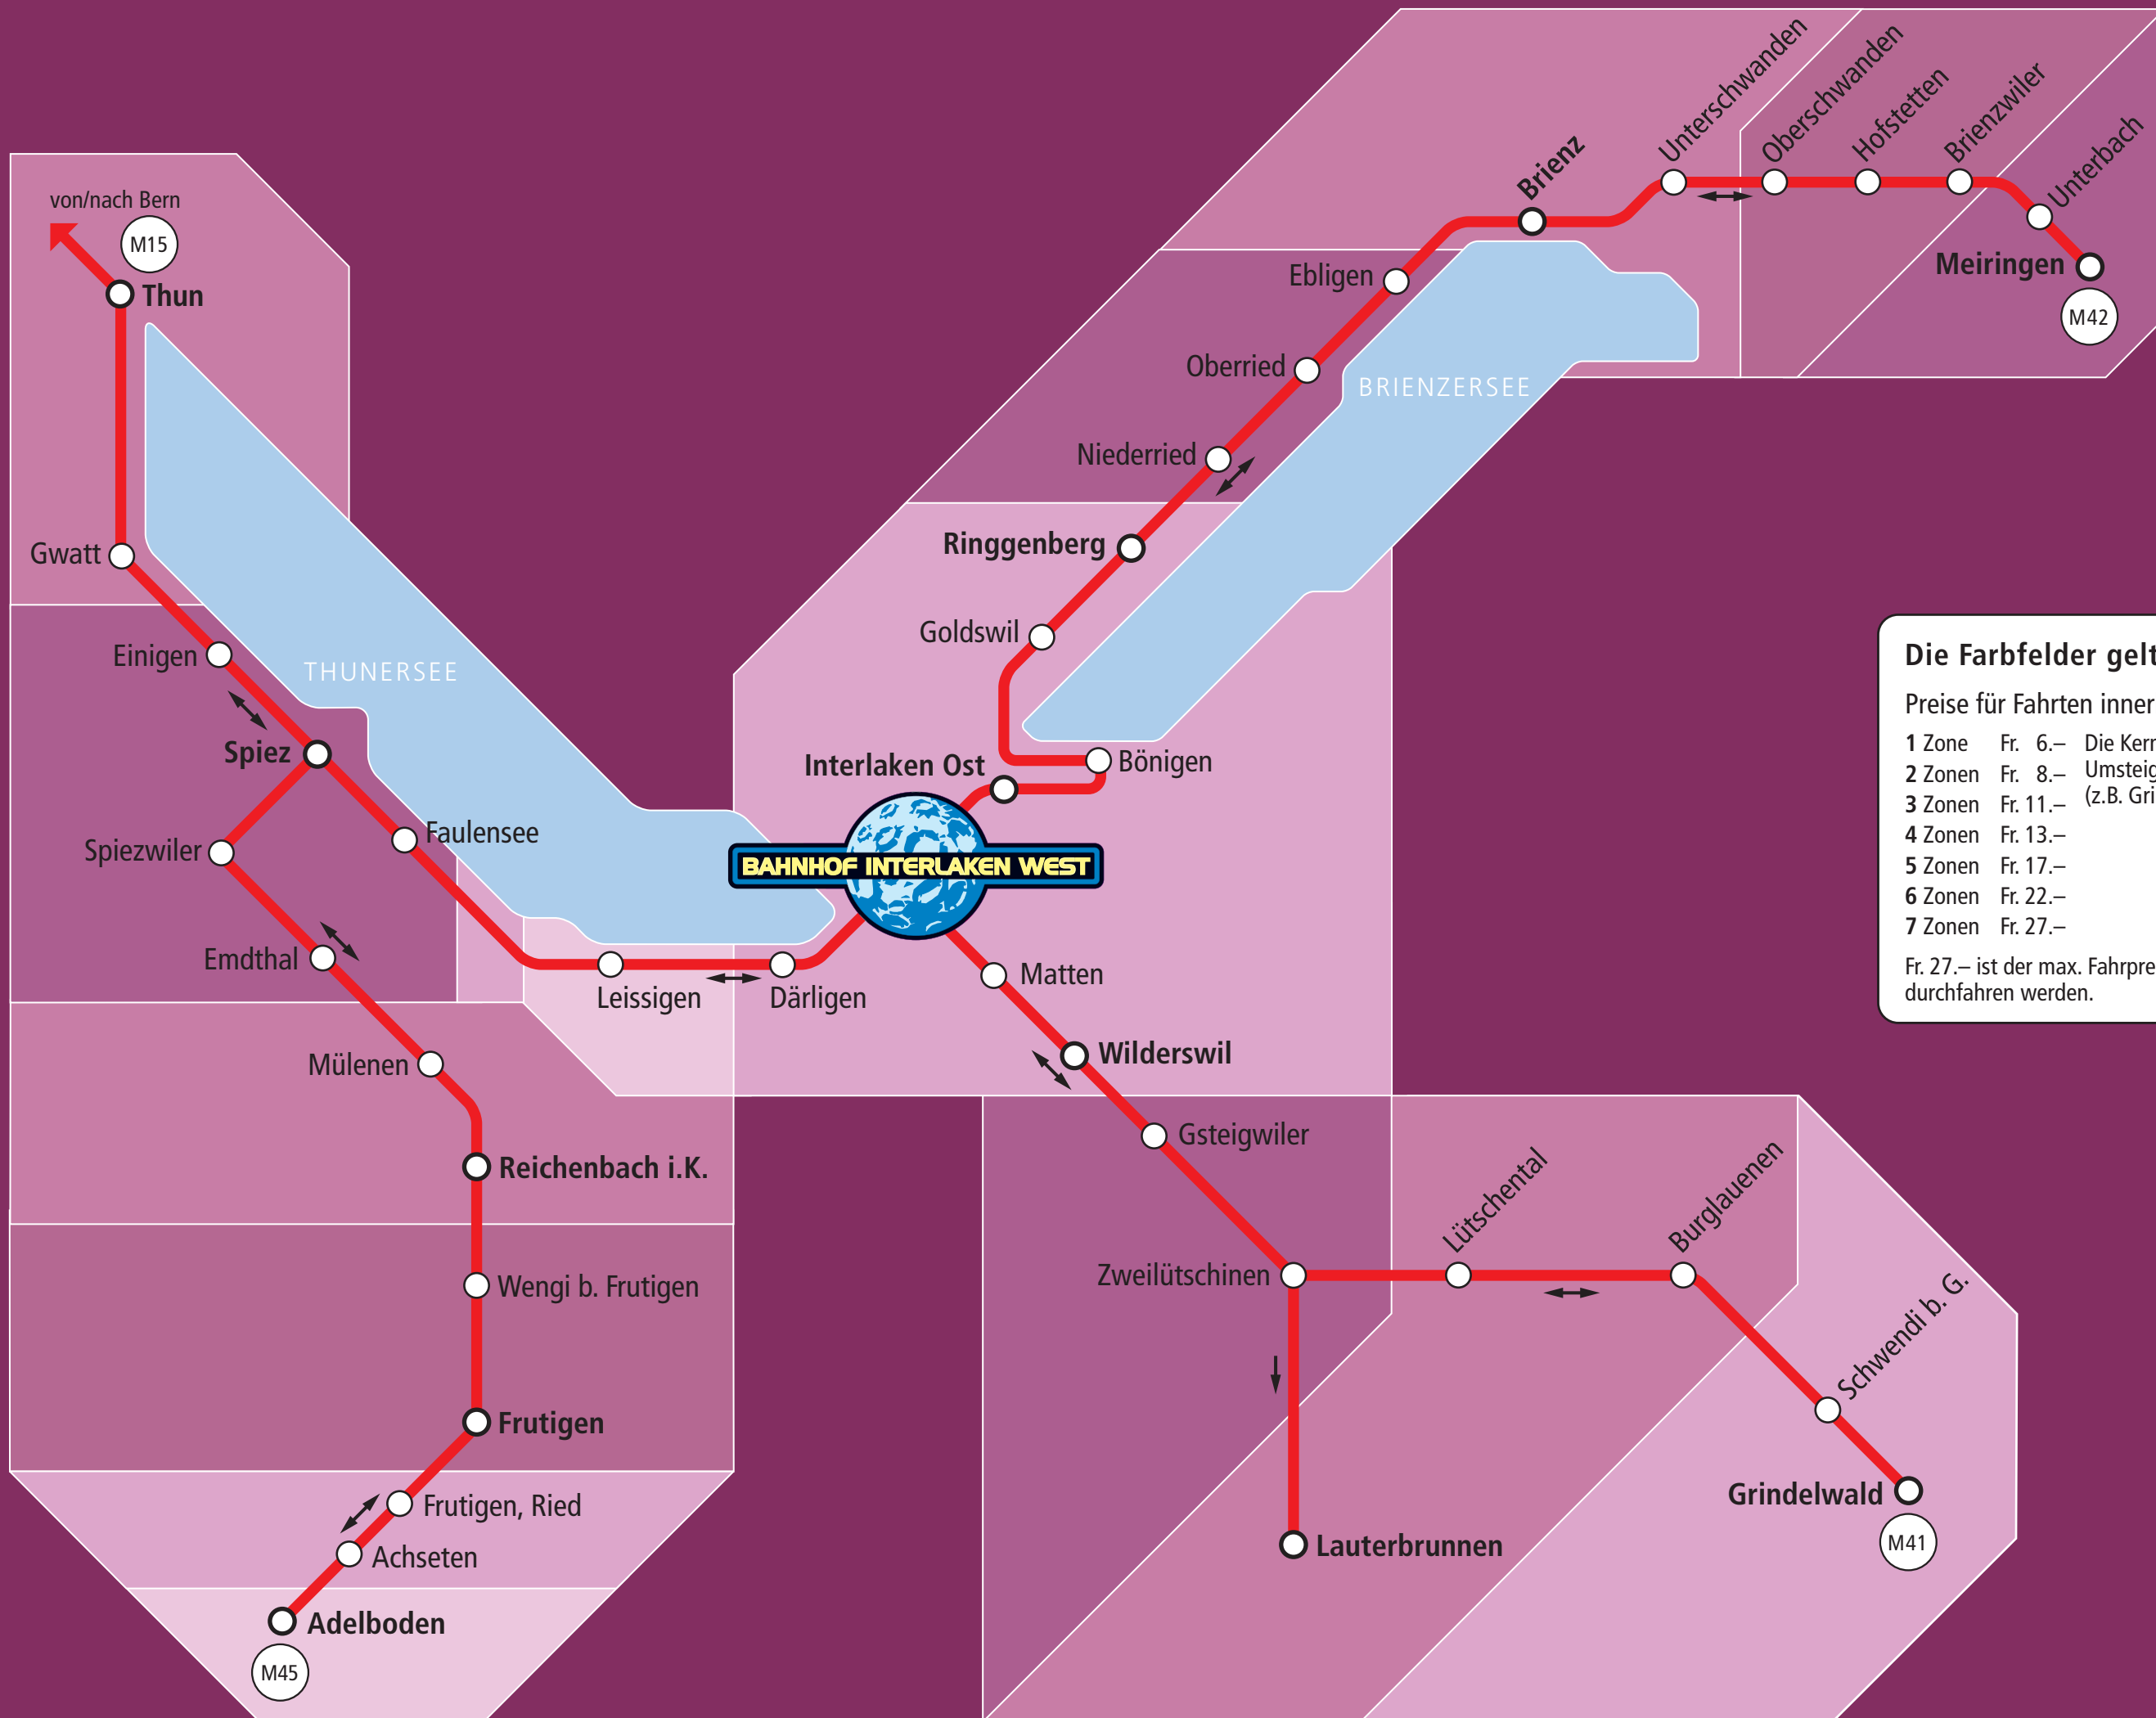 von/nach Bern
M15
Thun
Gwatt
Einigen
THUNERSEE
Spiez
Spiezwiler
Faulensee
Emdthal
Leissigen
Därligen
Mülenen
Reichenbach i.K.
Wengi b. Frutigen
Frutigen
Frutigen, Ried
Achseten
Adelboden
M45
Unterschwanden
Oberschwanden
Hofstetten
Brienzwiler
Unterbach
Brienz
Meiringen
M42
Ebligen
Oberried
BRIENZERSEE
Niederried
Ringgenberg
Goldswil
Interlaken Ost
Bönigen
BAHNHOF INTERLAKEN WEST
Matten
Wilderswil
Gsteigwiler
Zweilütschinen
Lütschental
Burglauenen
Schwendi b. G.
Grindelwald
M41
Lauterbrunnen
Die Farbfelder gelt
Preise für Fahrten inner
1 Zone Fr. 6.– Die Kern
2 Zonen Fr. 8.– Umsteig
3 Zonen Fr. 11.– (z.B. Gri
4 Zonen Fr. 13.–
5 Zonen Fr. 17.–
6 Zonen Fr. 22.–
7 Zonen Fr. 27.–
Fr. 27.– ist der max. Fahrpre
durchfahren werden.